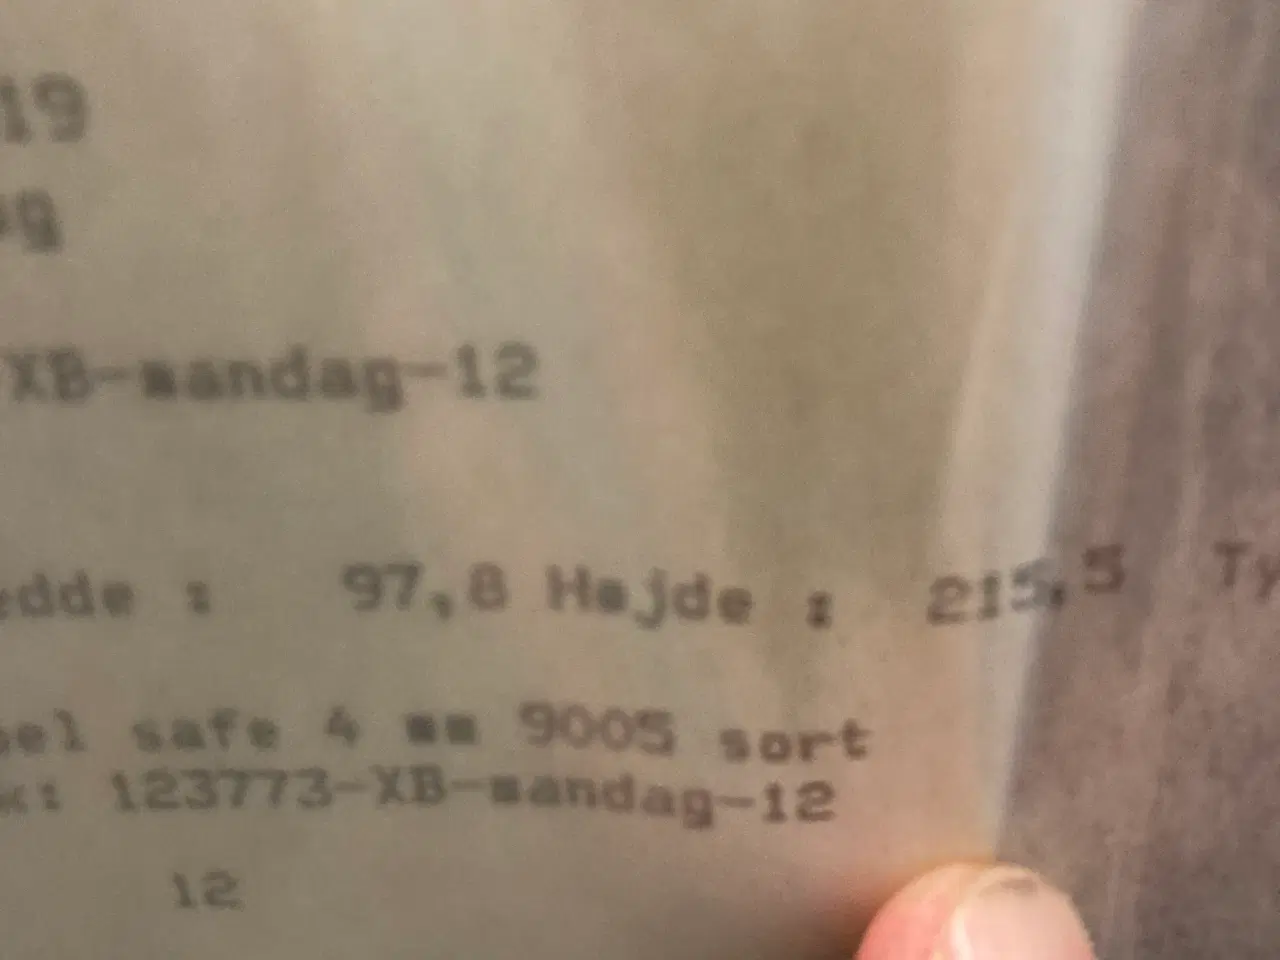 19
g
XB-mandag-12
edde : 97,8 Højde : 215,5 Ty
el safe 4 mm 9005 sort
k: 123773-XB-mandag-12
12